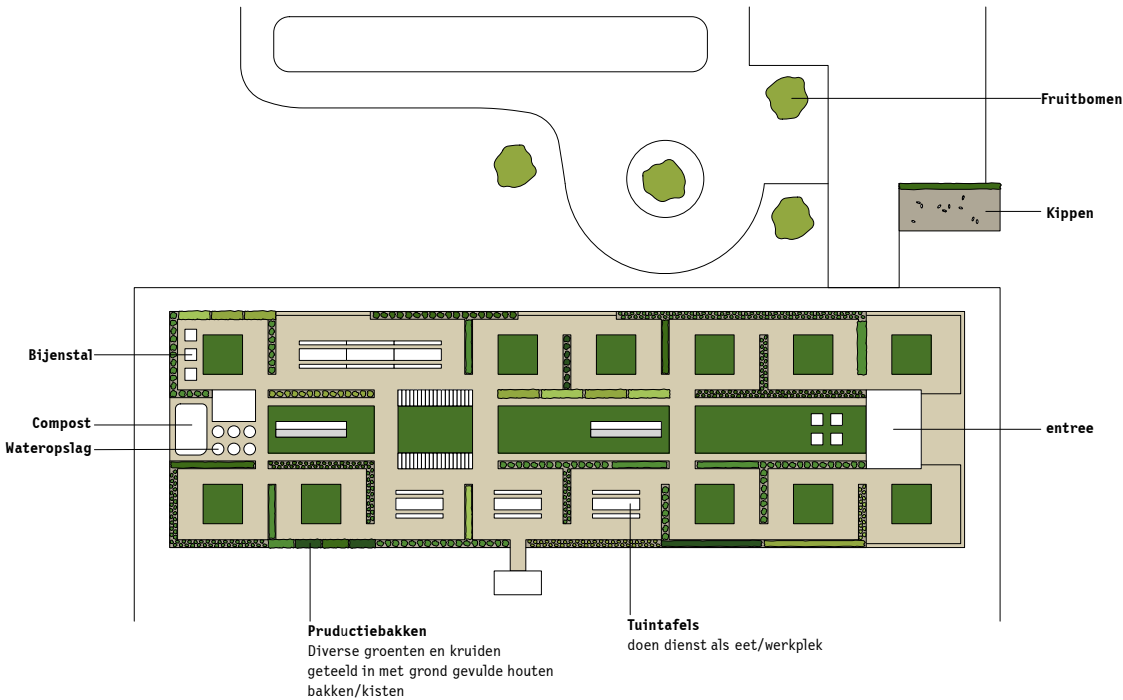 Fruitbomen
Kippen
Bijenstal
Compost
Wateropslag
entree
Pruductiebakken
Diverse groenten en kruiden
geteeld in met grond gevulde houten
bakken/kisten
Tuintafels
doen dienst als eet/werkplek